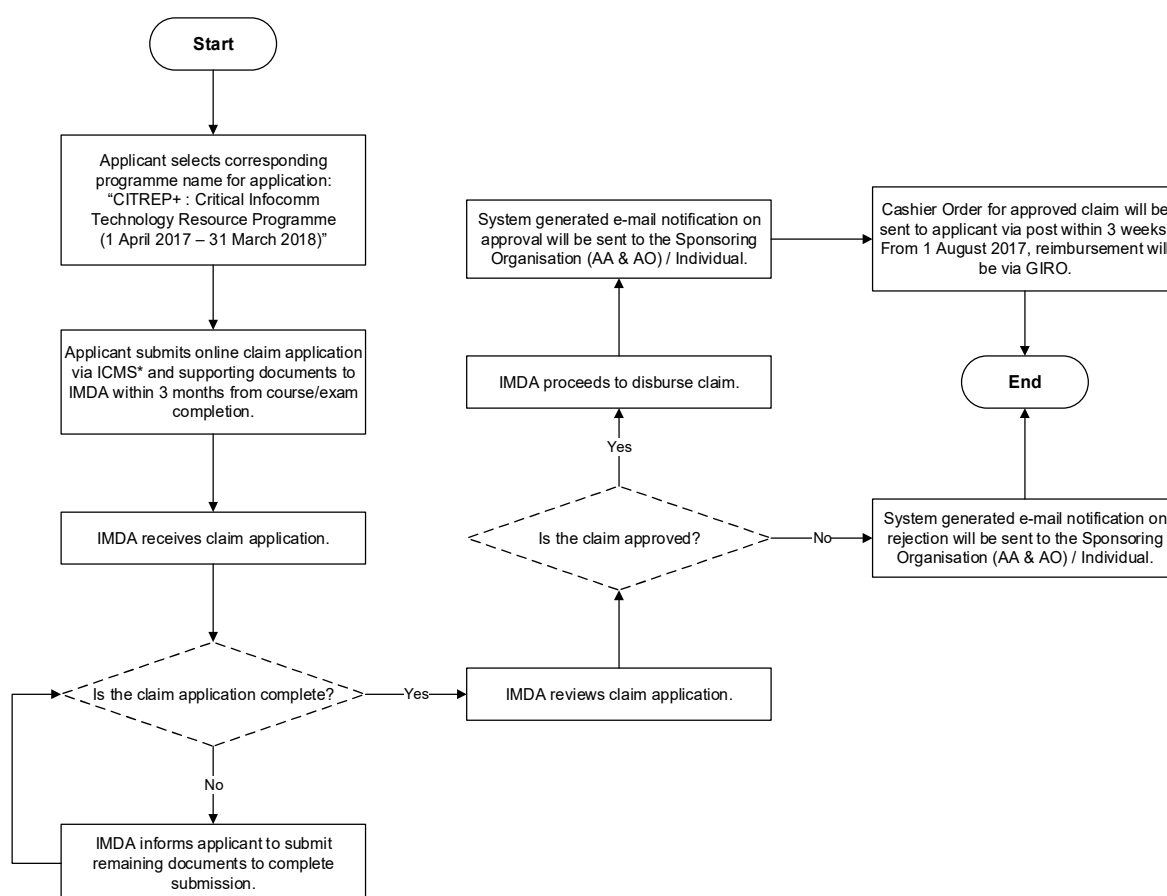 Start
Applicant selects corresponding
programme name for application:
“CITREP+ : Critical Infocomm
Technology Resource Programme
(1 April 2017 – 31 March 2018)”
Applicant submits online claim application
via ICMS* and supporting documents to
IMDA within 3 months from course/exam
completion.
IMDA receives claim application.
Is the claim application complete?
No
IMDA informs applicant to submit
remaining documents to complete
submission.
Yes
IMDA reviews claim application.
Is the claim approved?
Yes
IMDA proceeds to disburse claim.
System generated e-mail notification on
approval will be sent to the Sponsoring
Organisation (AA & AO) / Individual.
Cashier Order for approved claim will be
sent to applicant via post within 3 weeks.
From 1 August 2017, reimbursement will
be via GIRO.
No
System generated e-mail notification on
rejection will be sent to the Sponsoring
Organisation (AA & AO) / Individual.
End